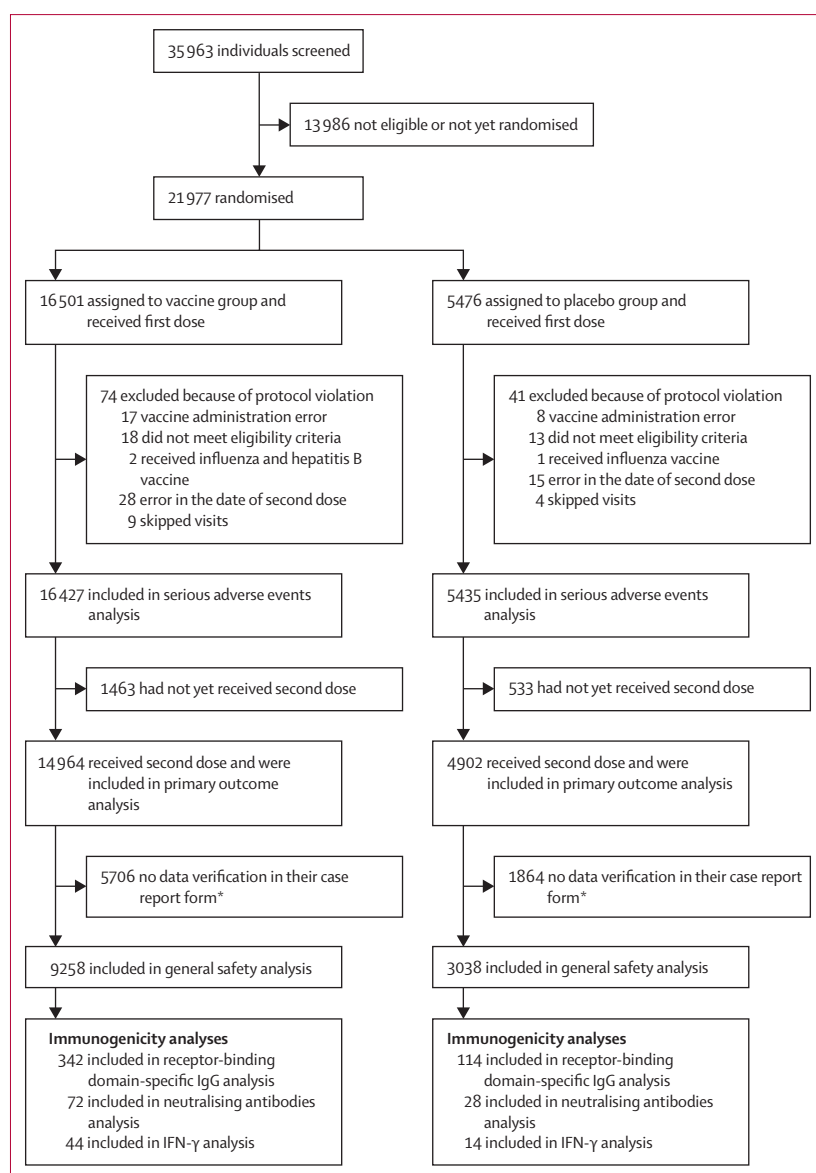 35 963 individuals screened
13 986 not eligible or not yet randomised
21 977 randomised
16 501 assigned to vaccine group and
received first dose
5476 assigned to placebo group and
received first dose
74 excluded because of protocol violation
17 vaccine administration error
18 did not meet eligibility criteria
2 received influenza and hepatitis B
vaccine
28 error in the date of second dose
9 skipped visits
41 excluded because of protocol violation
8 vaccine administration error
13 did not meet eligibility criteria
1 received influenza vaccine
15 error in the date of second dose
4 skipped visits
16 427 included in serious adverse events
analysis
5435 included in serious adverse events
analysis
1463 had not yet received second dose
533 had not yet received second dose
14 964 received second dose and were
included in primary outcome
analysis
4902 received second dose and were
included in primary outcome analysis
5706 no data verification in their case
report form*
1864 no data verification in their case report
form*
9258 included in general safety analysis
3038 included in general safety analysis
Immunogenicity analyses
342 included in receptor-binding
domain-specific IgG analysis
72 included in neutralising antibodies
analysis
44 included in IFN-γ analysis
Immunogenicity analyses
114 included in receptor-binding
domain-specific IgG analysis
28 included in neutralising antibodies
analysis
14 included in IFN-γ analysis